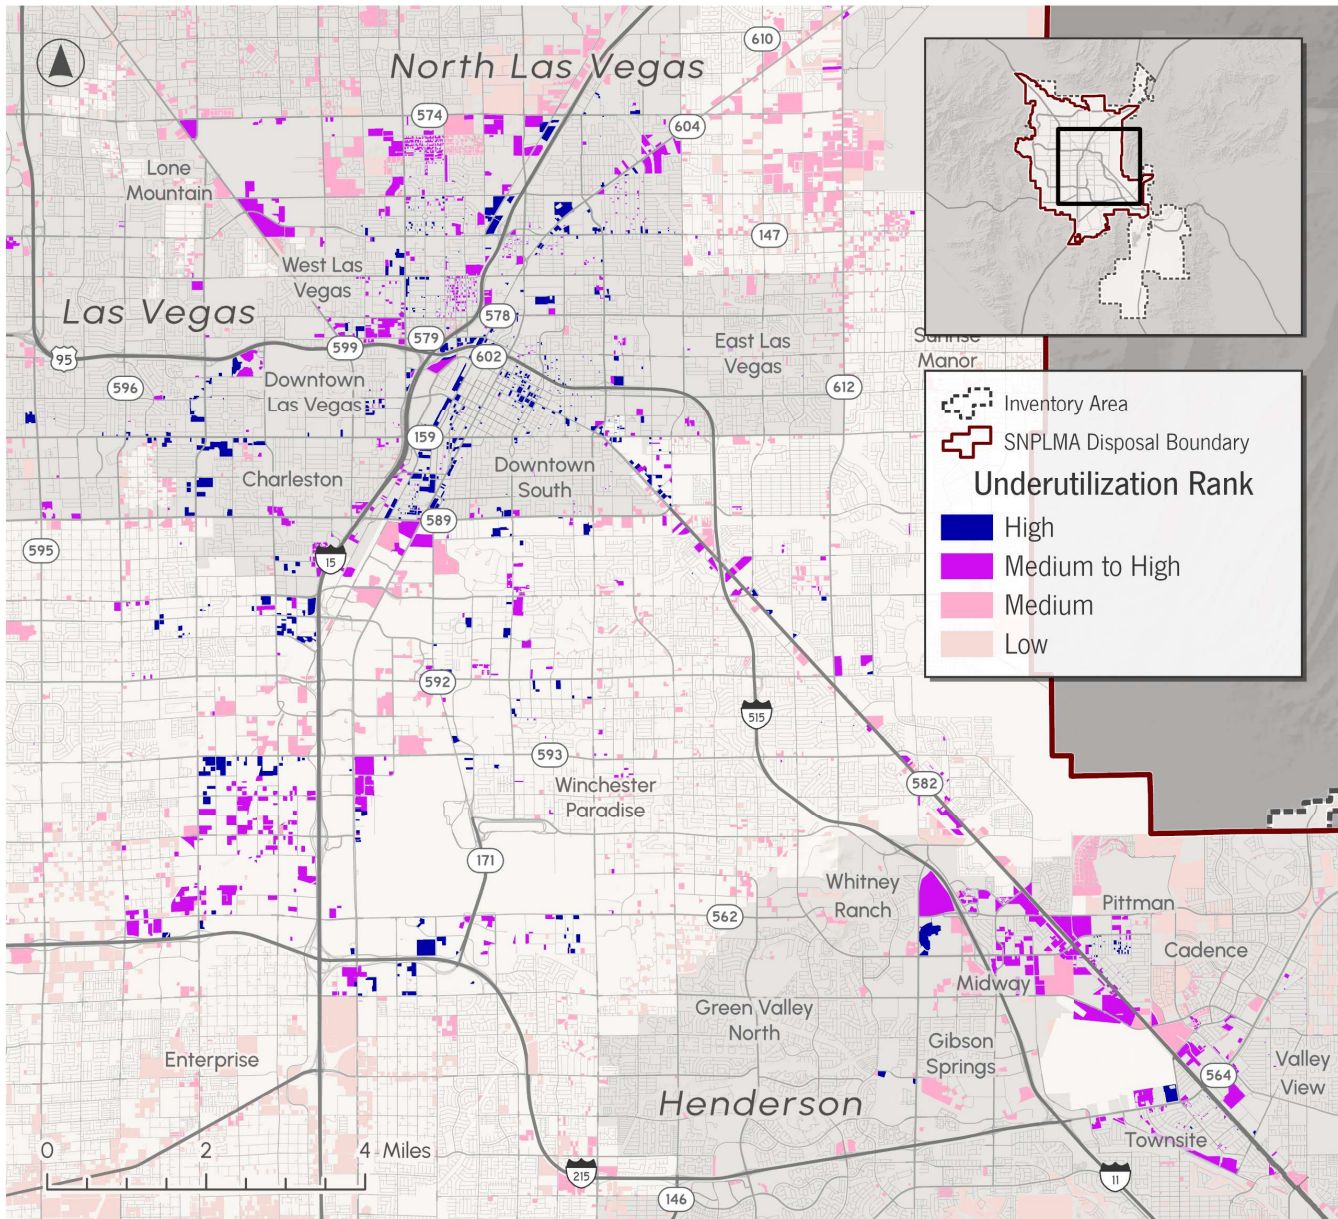 610
North Las Vegas
574
604
Lone
Mountain
147
West Las
Vegas
Las Vegas
578
579
599
602
95
596
East Las
Vegas
Sunrise
Manor
612
Downtown
Las Vegas
159
Charleston
Downtown
South
589
595
15
592
515
593
Winchester
Paradise
582
171
Whitney
Ranch
562
Pittman
Cadence
Midway
Green Valley
North
Gibson
Springs
Enterprise
564
Valley
View
Henderson
Townsite
0 2 4 Miles
215
11
146
Inventory Area
SNPLMA Disposal Boundary
Underutilization Rank
High
Medium to High
Medium
Low